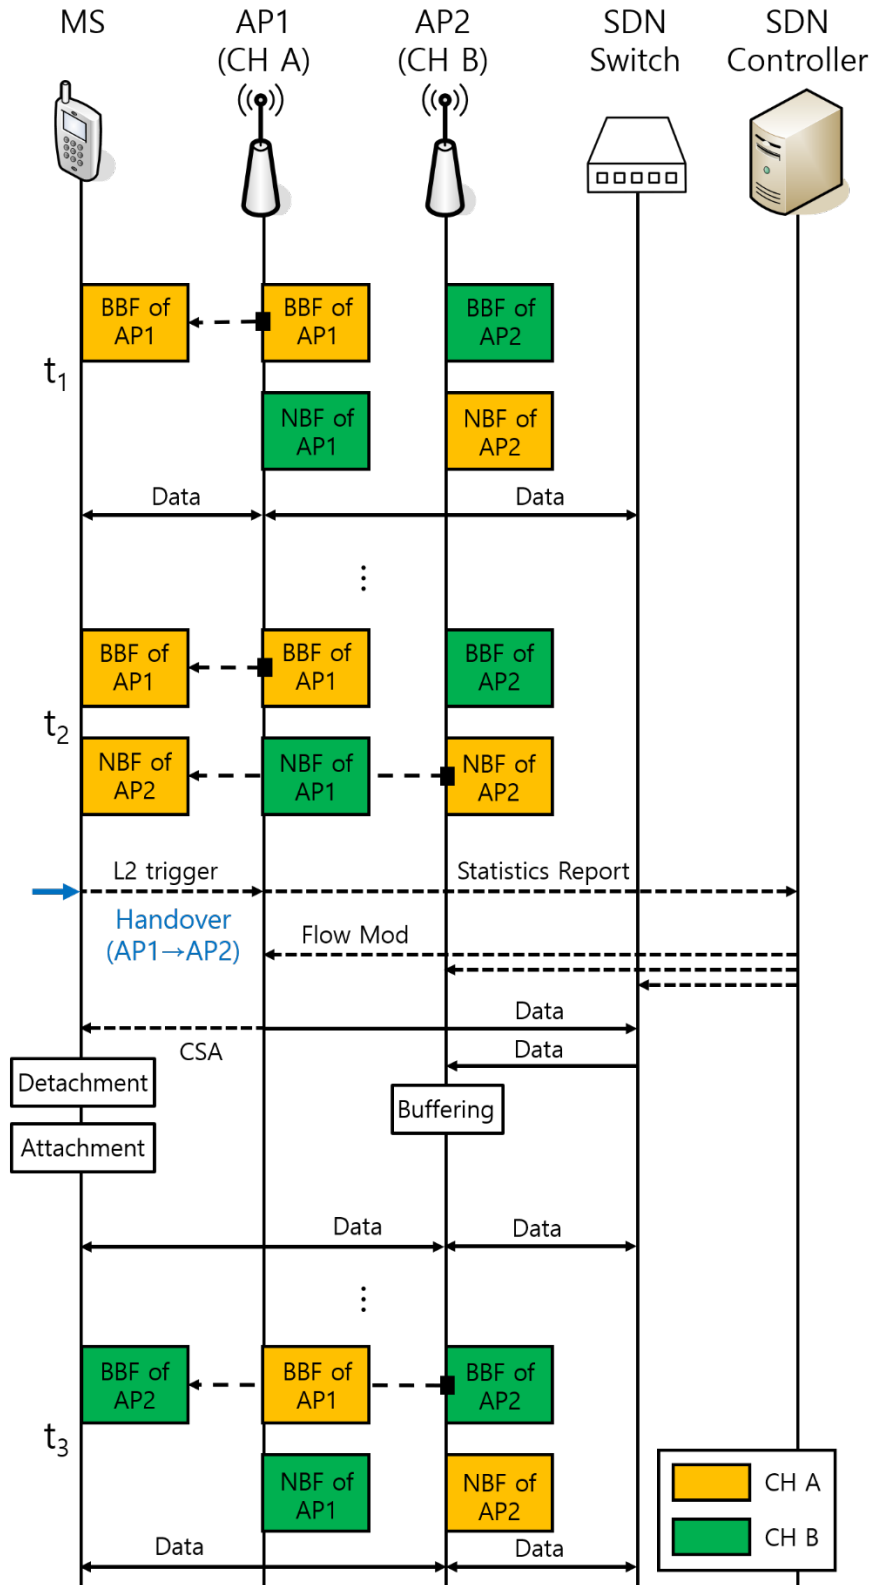 MS
AP1
(CH A)
AP2
(CH B)
SDN
Switch
SDN
Controller
BBF of
AP1
BBF of
AP1
BBF of
AP2
t1
NBF of
AP1
NBF of
AP2
Data
Data
⋮
BBF of
AP1
BBF of
AP1
BBF of
AP2
t2
NBF of
AP2
NBF of
AP1
NBF of
AP2
L2 trigger
Statistics Report
Handover
(AP1→AP2)
Flow Mod
Data
CSA
Data
Detachment
Buffering
Attachment
Data
Data
⋮
BBF of
AP2
BBF of
AP1
BBF of
AP2
t3
NBF of
AP1
NBF of
AP2
CH A
CH B
Data
Data